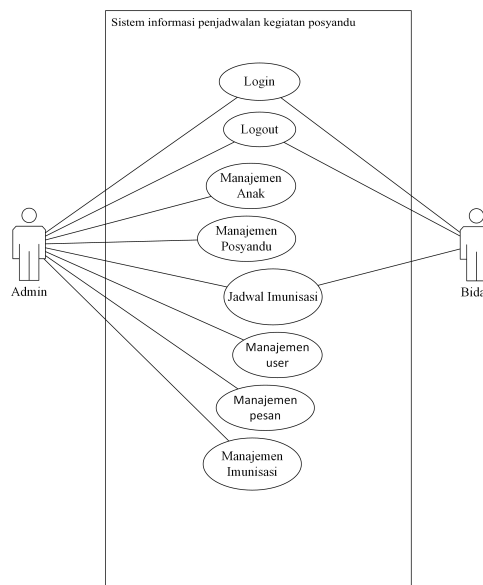 Sistem informasi penjadwalan kegiatan posyandu
Login
Logout
Manajemen
Anak
Manajemen
Posyandu
Jadwal Imunisasi
Manajemen
user
Manajemen
pesan
Manajemen
Imunisasi
Admin